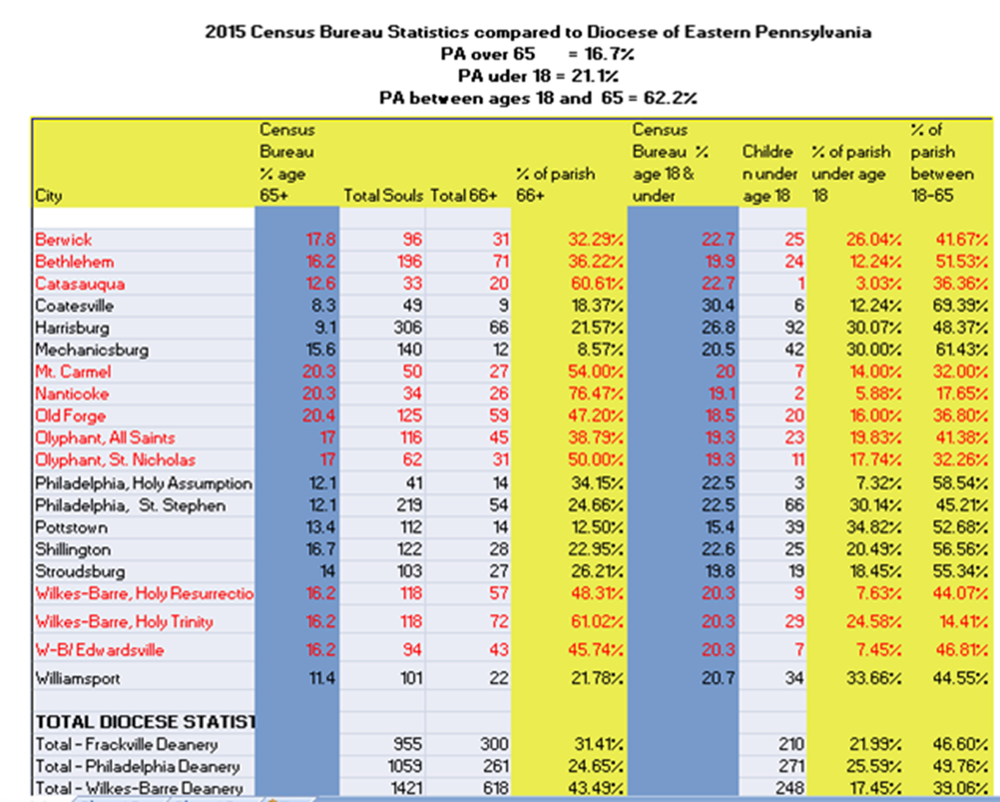 2015 Census Bureau Statistics compared to Diocese of Eastern Pennsylvania
PA over 65 = 16.7%
PA uder 18 = 21.1%
PA between ages 18 and 65 = 62.2%
City Census Bureau % age 65+ Total Souls Total 66+ % of parish 66+ Census Bureau % age 18 & under Childre n under age 18 % of parish under age 18 % of parish between 18-65
Berwick 17.8 96 31 32.29% 22.7 25 26.04% 41.67%
Bethlehem 16.2 196 71 36.22% 19.9 24 12.24% 51.53%
Catasauqua 12.6 33 20 60.61% 22.7 1 3.03% 36.36%
Coatesville 8.3 49 9 18.37% 30.4 6 12.24% 69.39%
Harrisburg 9.1 306 66 21.57% 26.8 92 30.07% 48.37%
Mechanicsburg 15.6 140 12 8.57% 20.5 42 30.00% 61.43%
Mt. Carmel 20.3 50 27 54.00% 20 7 14.00% 32.00%
Nanticoke 20.3 34 26 76.47% 19.1 2 5.88% 17.65%
Old Forge 20.4 125 59 47.20% 18.5 20 16.00% 36.80%
Olyphant, All Saints 17 116 45 38.79% 19.3 23 19.83% 41.38%
Olyphant, St. Nicholas 17 62 31 50.00% 19.3 11 17.74% 32.26%
Philadelphia, Holy Assumption 12.1 41 14 34.15% 22.5 3 7.32% 58.54%
Philadelphia, St. Stephen 12.1 219 54 24.66% 22.5 66 30.14% 45.21%
Pottstown 13.4 112 14 12.50% 15.4 39 34.82% 52.68%
Shillington 16.7 122 28 22.95% 22.6 25 20.49% 56.56%
Stroudsburg 14 103 27 26.21% 19.8 19 18.45% 55.34%
Wilkes-Barre, Holy Resurrectio 16.2 118 57 48.31% 20.3 9 7.63% 44.07%
Wilkes-Barre, Holy Trinity 16.2 118 72 61.02% 20.3 29 24.58% 14.41%
W-B/ Edwardsville 16.2 94 43 45.74% 20.3 7 7.45% 46.81%
Williamsport 11.4 101 22 21.78% 20.7 34 33.66% 44.55%
TOTAL DIOCESE STATIST
Total - Frackville Deanery 955 300 31.41% 210 21.99% 46.60%
Total - Philadelphia Deanery 1059 261 24.65% 271 25.59% 49.76%
Total - Wilkes-Barre Deanery 1421 618 43.49% 248 17.45% 39.06%